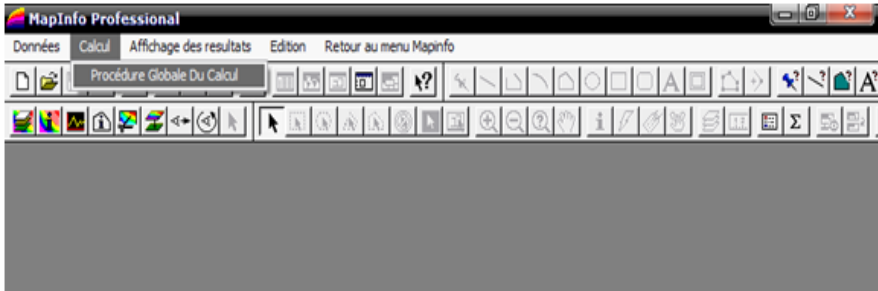 MapInfo Professional
Données Calcul Affichage des resultats Edition Retour au menu Mapinfo
Procédure Globale Du Calcul